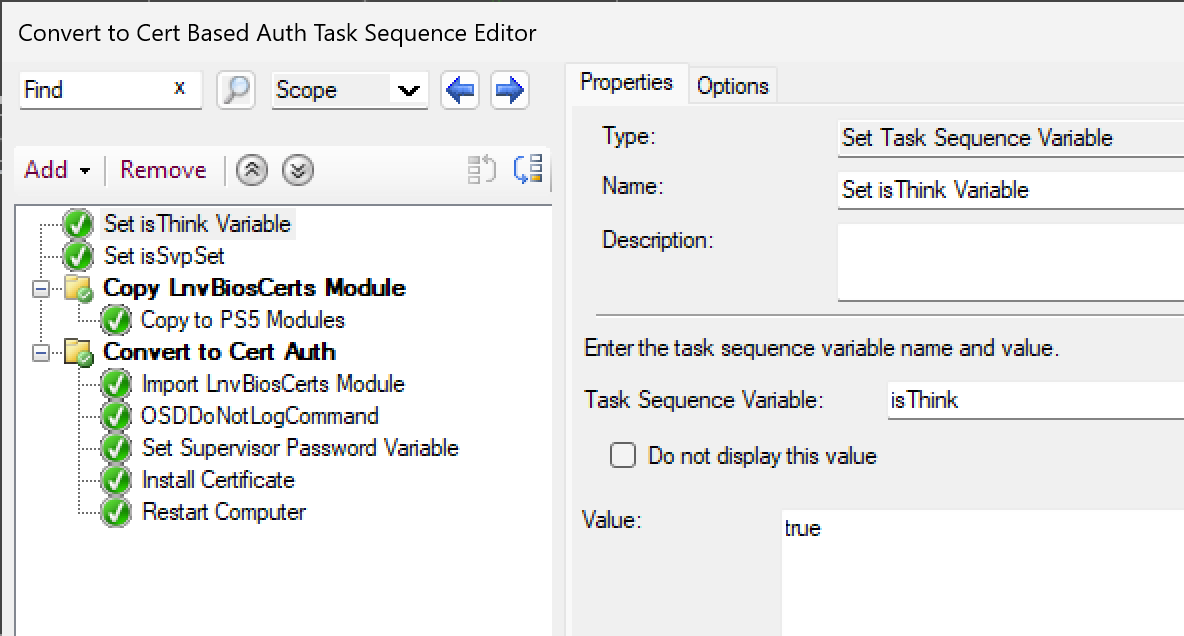 Convert to Cert Based Auth Task Sequence Editor
Find x Scope
Add Remove
Set isThink Variable
Set isSvpSet
Copy LnvBiosCerts Module
Copy to PS5 Modules
Convert to Cert Auth
Import LnvBiosCerts Module
OSDDoNotLogCommand
Set Supervisor Password Variable
Install Certificate
Restart Computer
Properties Options
Type: Set Task Sequence Variable
Name: Set isThink Variable
Description:
Enter the task sequence variable name and value.
Task Sequence Variable: isThink
Do not display this value
Value: true